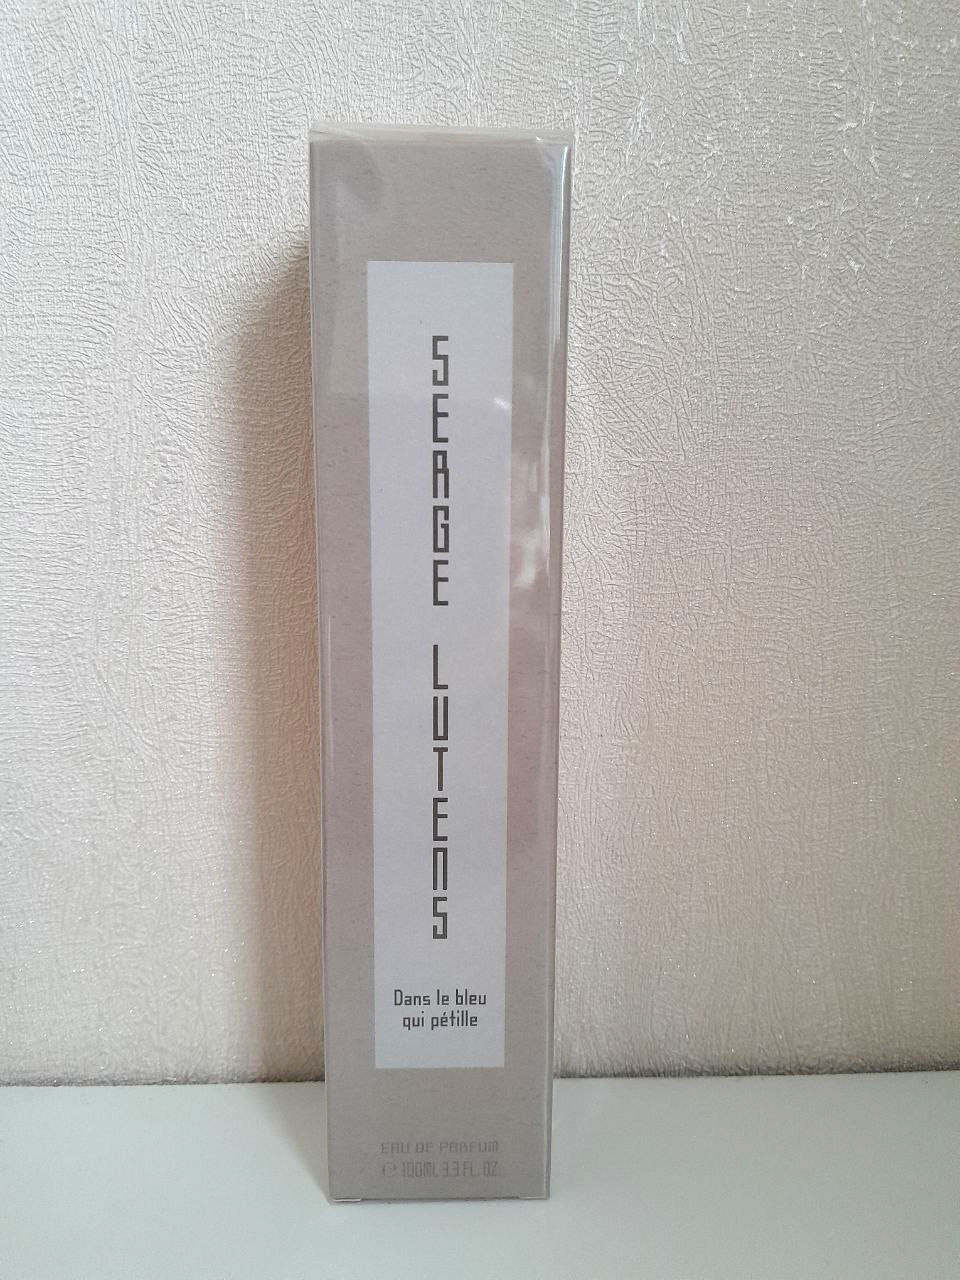 SERGE LUTENS
Dans le bleu
qui pétille
EAU DE PARFUM
℮ 100ML 3.3 FL. OZ.